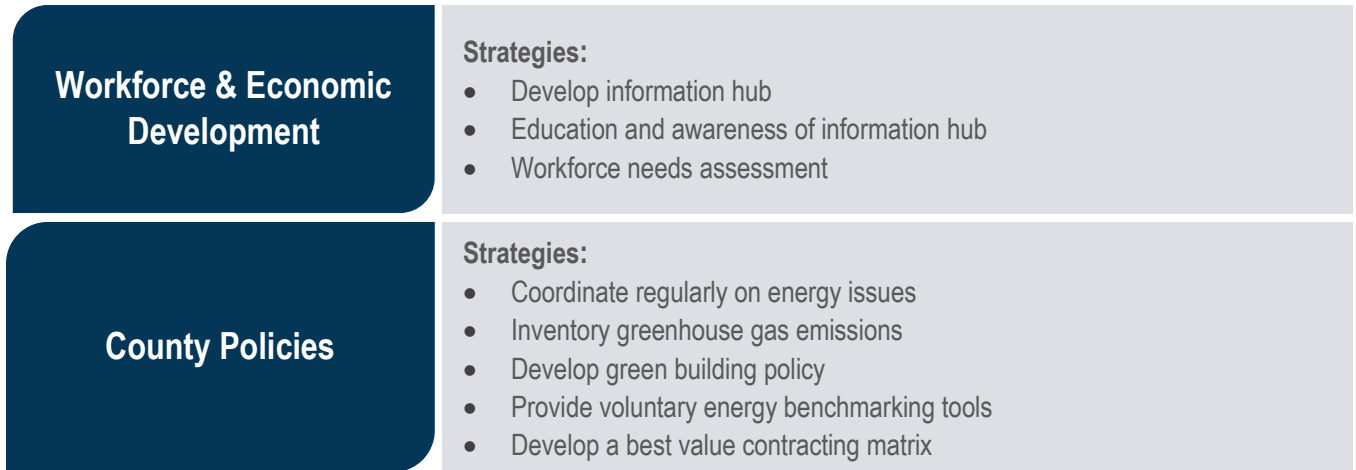 Workforce & Economic
Development
Strategies:
• Develop information hub
• Education and awareness of information hub
• Workforce needs assessment
County Policies
Strategies:
• Coordinate regularly on energy issues
• Inventory greenhouse gas emissions
• Develop green building policy
• Provide voluntary energy benchmarking tools
• Develop a best value contracting matrix